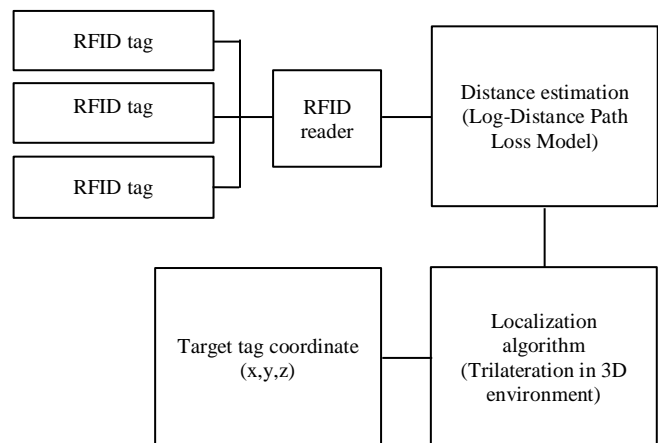 RFID tag
RFID tag
RFID tag
RFID
reader
Distance estimation
(Log-Distance Path
Loss Model)
Target tag coordinate
(x,y,z)
Localization
algorithm
(Trilateration in 3D
environment)